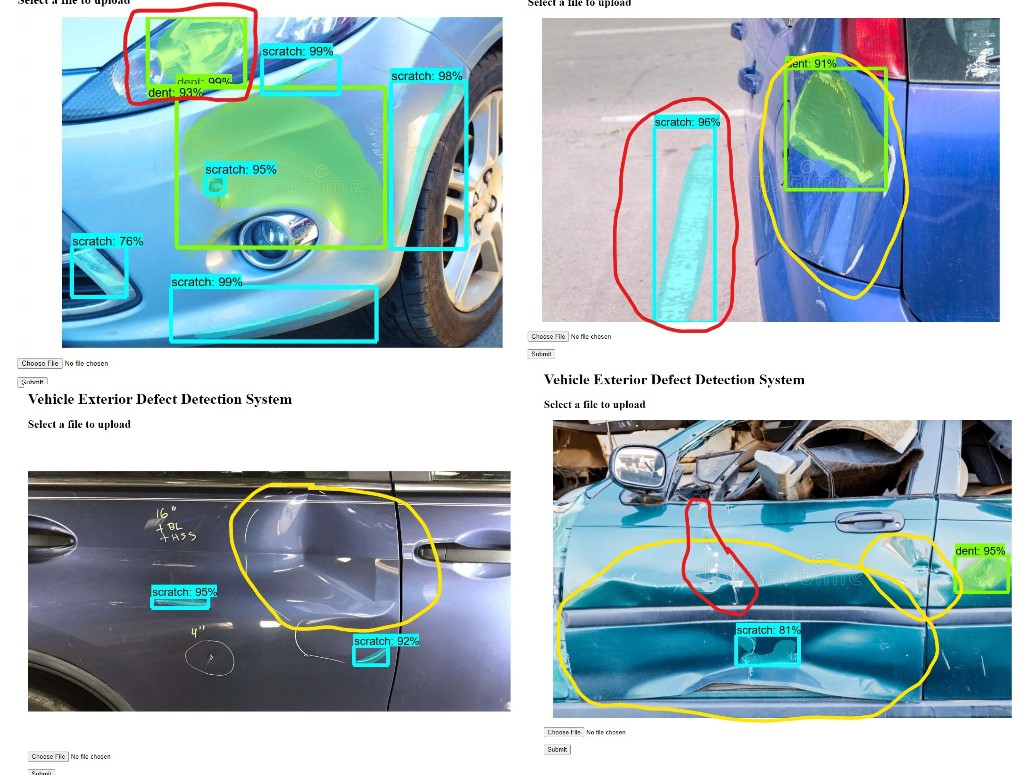 Select a file to upload
dent: 99%
scratch: 99%
scratch: 98%
dent: 93%
scratch: 95%
scratch: 76%
scratch: 99%
Choose File No file chosen
Submit
Select a file to upload
dent: 91%
scratch: 96%
Choose File No file chosen
Submit
Vehicle Exterior Defect Detection System
Select a file to upload
16"
+ BL
+ HSS
scratch: 95%
4"
scratch: 92%
Choose File No file chosen
Submit
Vehicle Exterior Defect Detection System
Select a file to upload
dent: 95%
scratch: 81%
Choose File No file chosen
Submit